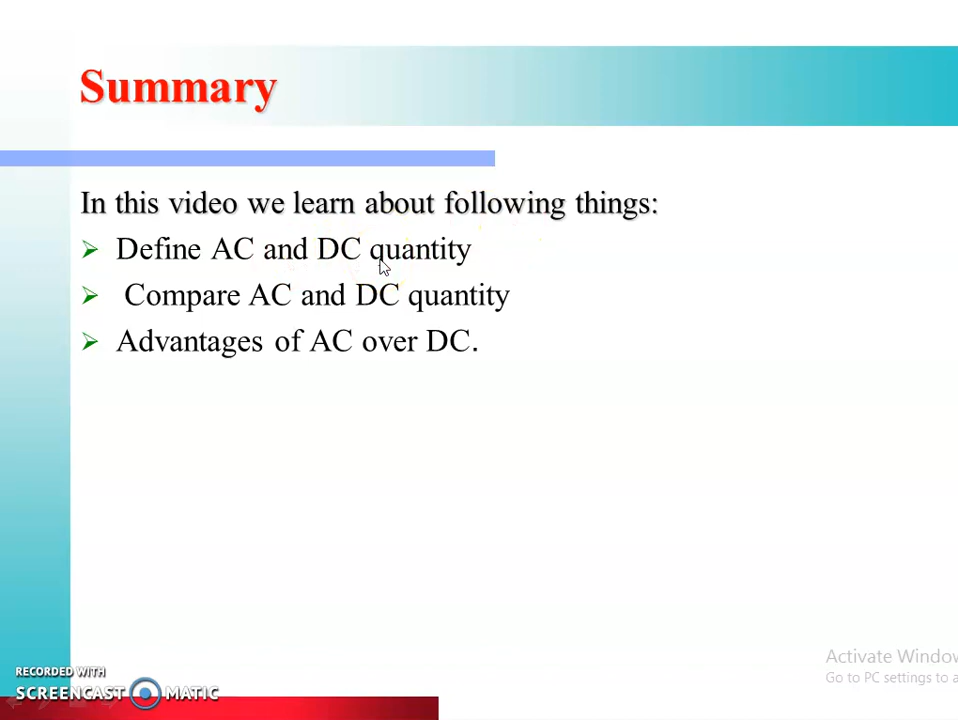 Summary
In this video we learn about following things:
Define AC and DC quantity
Compare AC and DC quantity
Advantages of AC over DC.
Activate Window
Go to PC settings to a
RECORDED WITH
SCREENCAST MATIC